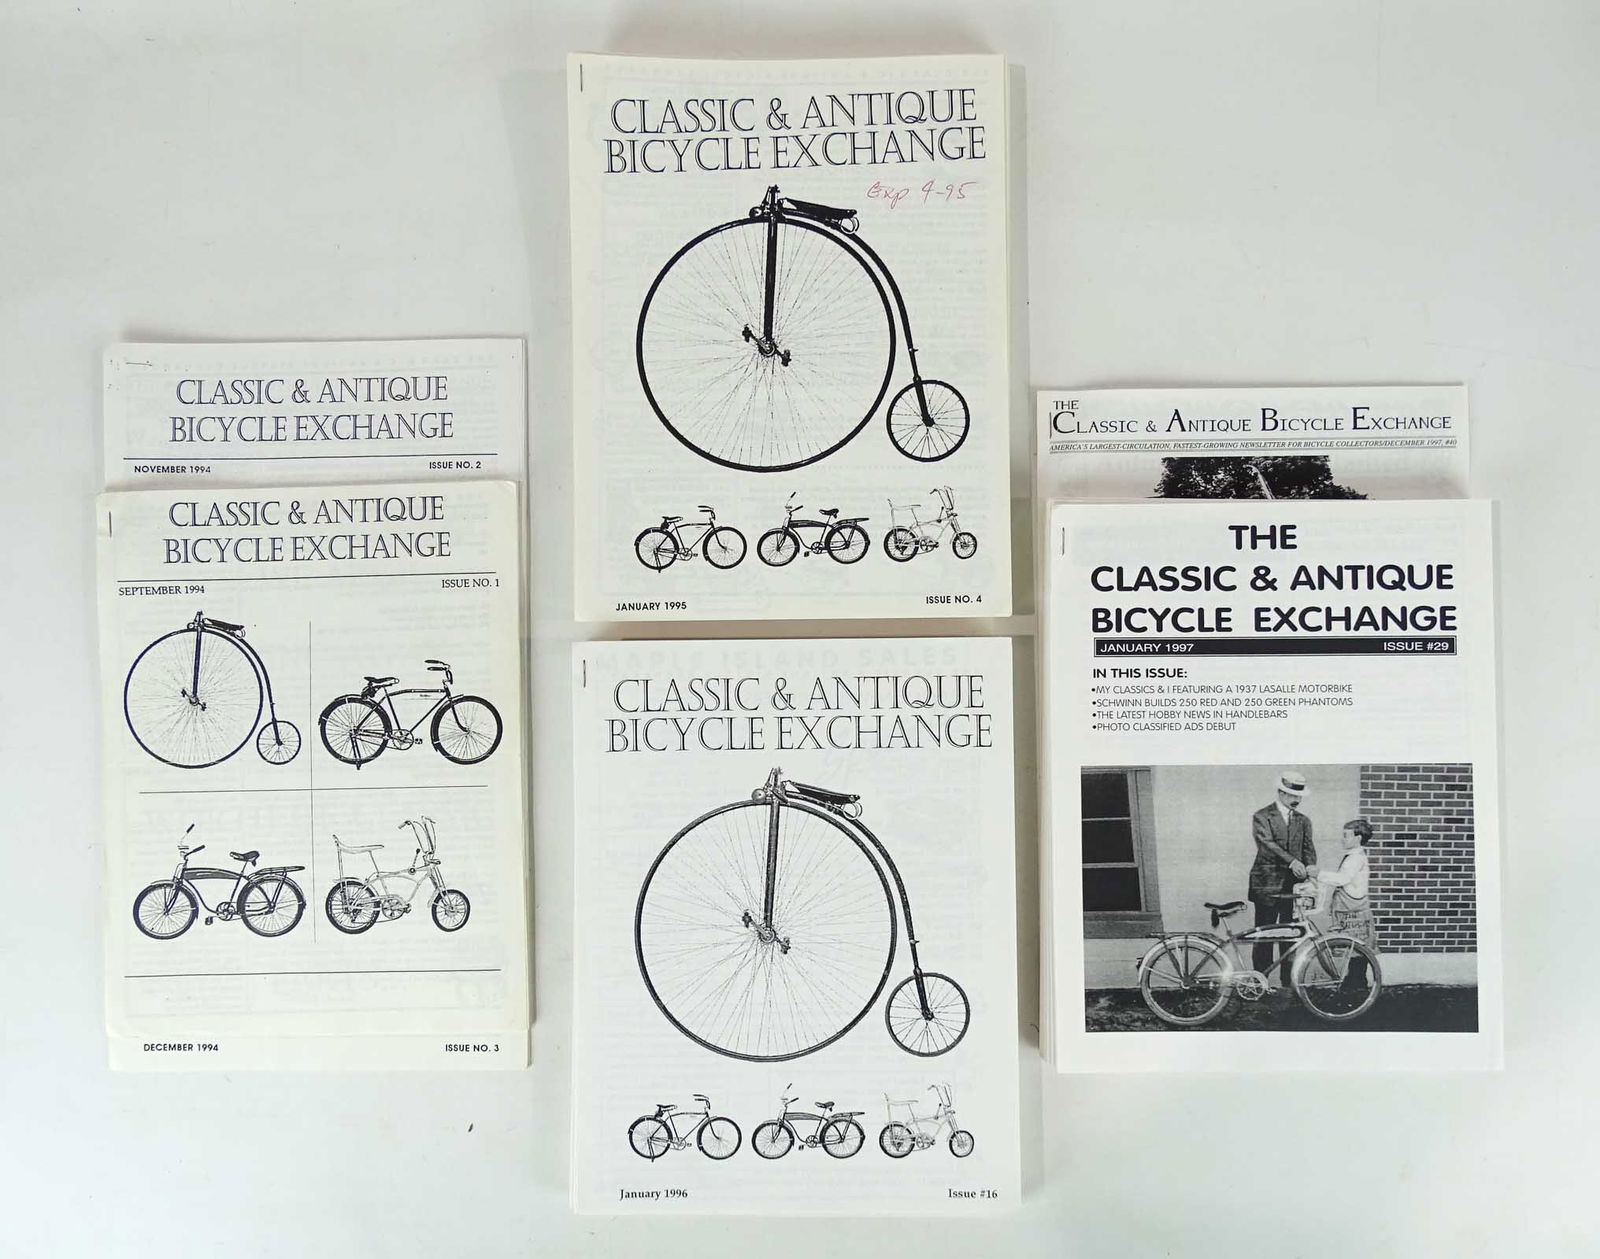 CLASSIC & ANTIQUE
BICYCLE EXCHANGE
NOVEMBER 1994 ISSUE NO. 2
CLASSIC & ANTIQUE
BICYCLE EXCHANGE
SEPTEMBER 1994 ISSUE NO. 1
DECEMBER 1994 ISSUE NO. 3
CLASSIC & ANTIQUE
BICYCLE EXCHANGE
Exp 4-95
JANUARY 1995 ISSUE NO. 4
MAPLE ISLAND SALES
CLASSIC & ANTIQUE
BICYCLE EXCHANGE
January 1996 Issue #16
THE
CLASSIC & ANTIQUE BICYCLE EXCHANGE
AMERICA'S LARGEST-CIRCULATION, FASTEST-GROWING NEWSLETTER FOR BICYCLE COLLECTORS/DECEMBER 1997, #40
THE
CLASSIC & ANTIQUE
BICYCLE EXCHANGE
JANUARY 1997 ISSUE #29
IN THIS ISSUE:
•MY CLASSICS & I FEATURING A 1937 LASALLE MOTORBIKE
•SCHWINN BUILDS 250 RED AND 250 GREEN PHANTOMS
•THE LATEST HOBBY NEWS IN HANDLEBARS
•PHOTO CLASSIFIED ADS DEBUT